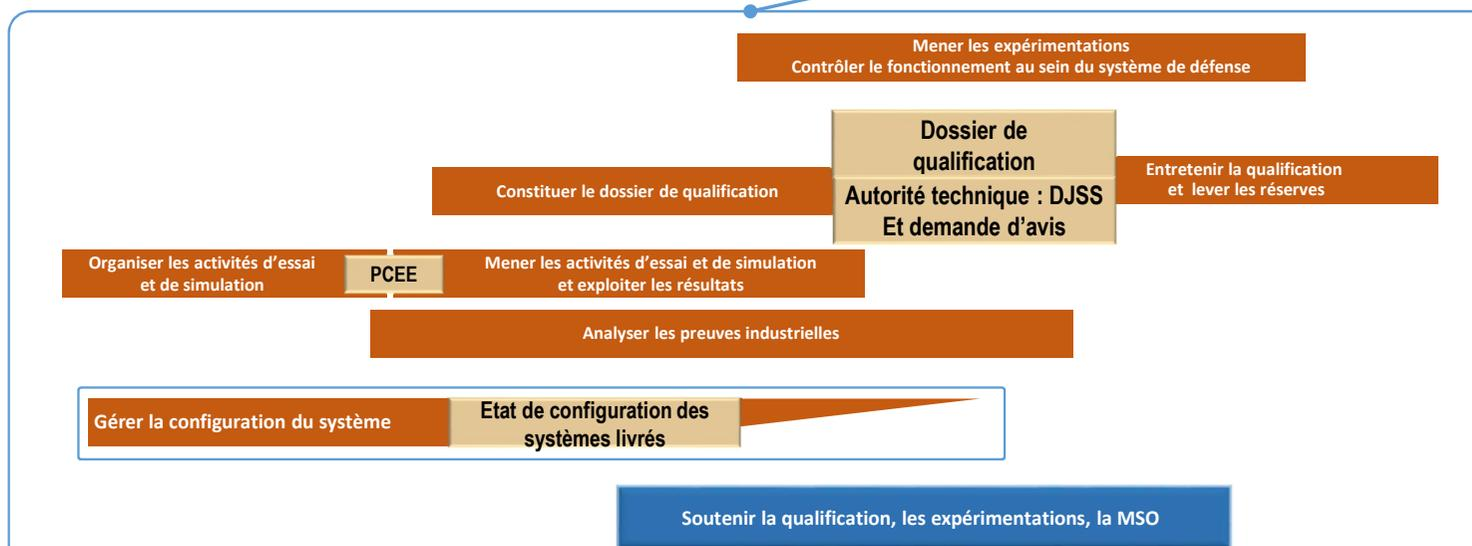 Mener les expérimentations
Contrôler le fonctionnement au sein du système de défense
Dossier de
qualification
Constituer le dossier de qualification
Autorité technique : DJSS
Et demande d'avis
Entretenir la qualification
et lever les réserves
Organiser les activités d'essai
et de simulation
PCEE
Mener les activités d'essai et de simulation
et exploiter les résultats
Analyser les preuves industrielles
Gérer la configuration du système
Etat de configuration des
systèmes livrés
Soutenir la qualification, les expérimentations, la MSO